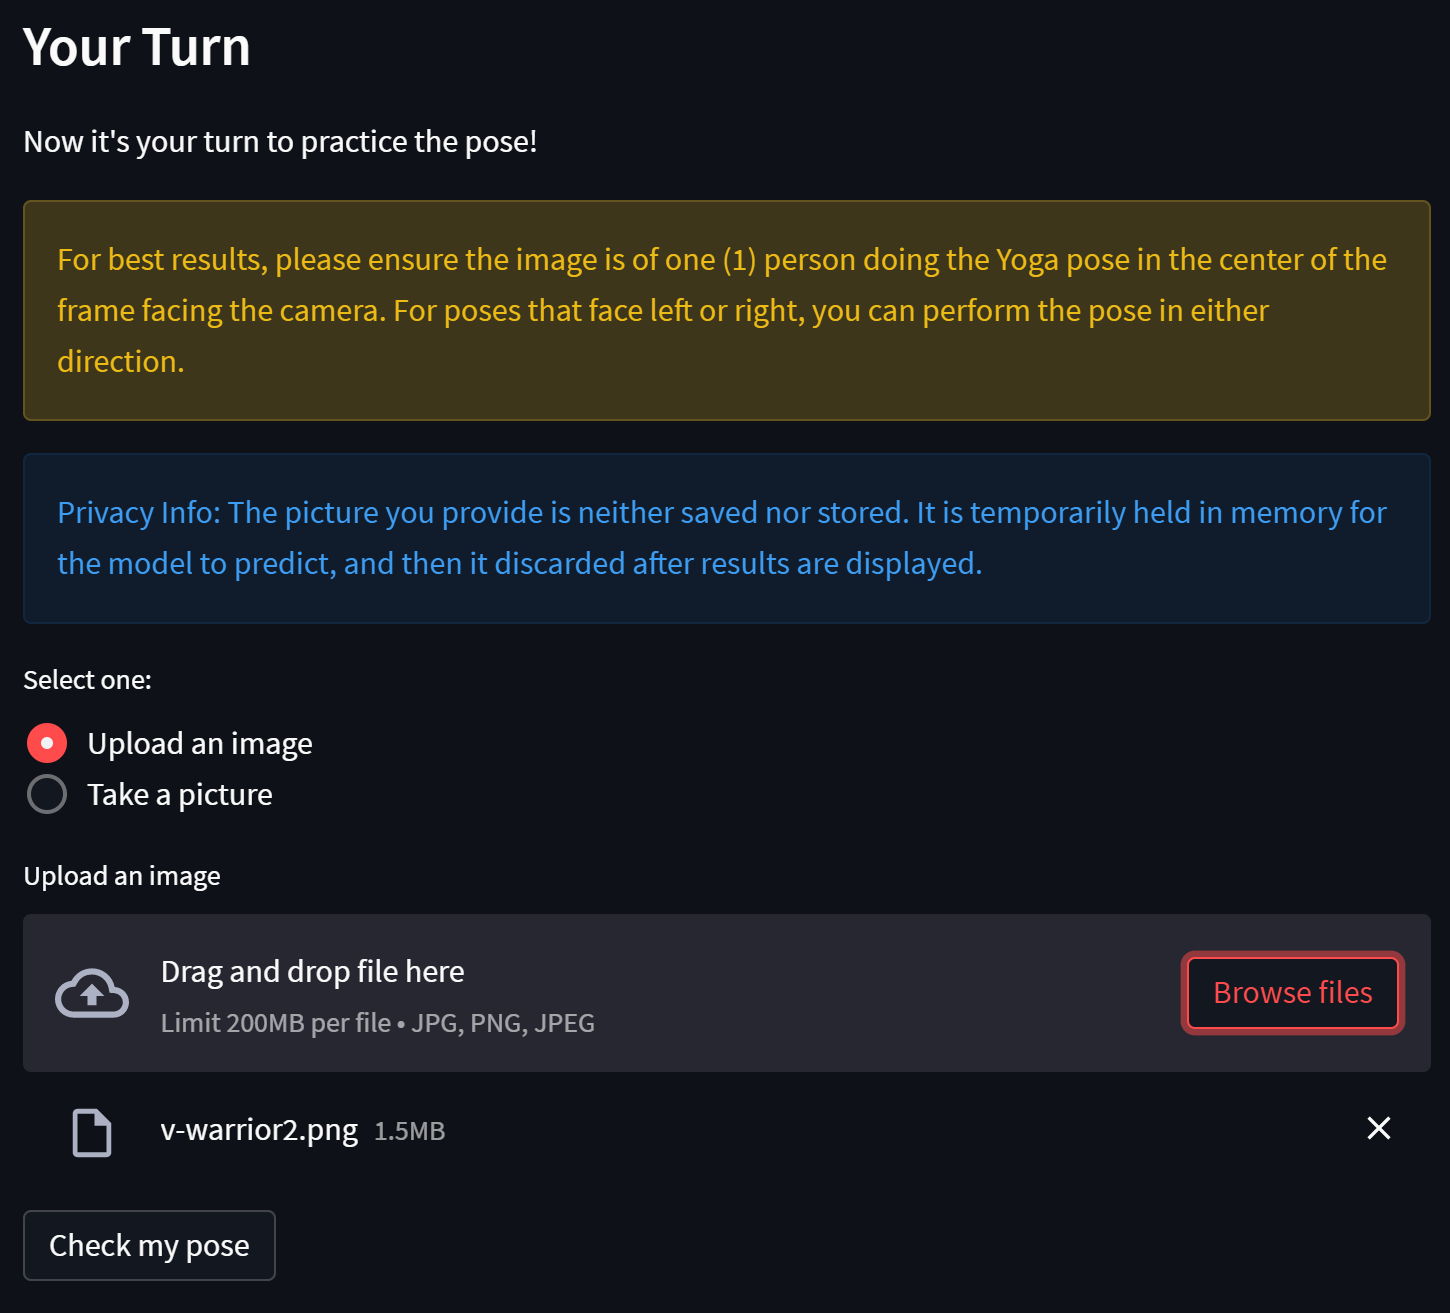 Your Turn
Now it's your turn to practice the pose!
For best results, please ensure the image is of one (1) person doing the Yoga pose in the center of the
frame facing the camera. For poses that face left or right, you can perform the pose in either
direction.
Privacy Info: The picture you provide is neither saved nor stored. It is temporarily held in memory for
the model to predict, and then it discarded after results are displayed.
Select one:
Upload an image
Take a picture
Upload an image
Drag and drop file here
Limit 200MB per file • JPG, PNG, JPEG
Browse files
v-warrior2.png 1.5MB
Check my pose